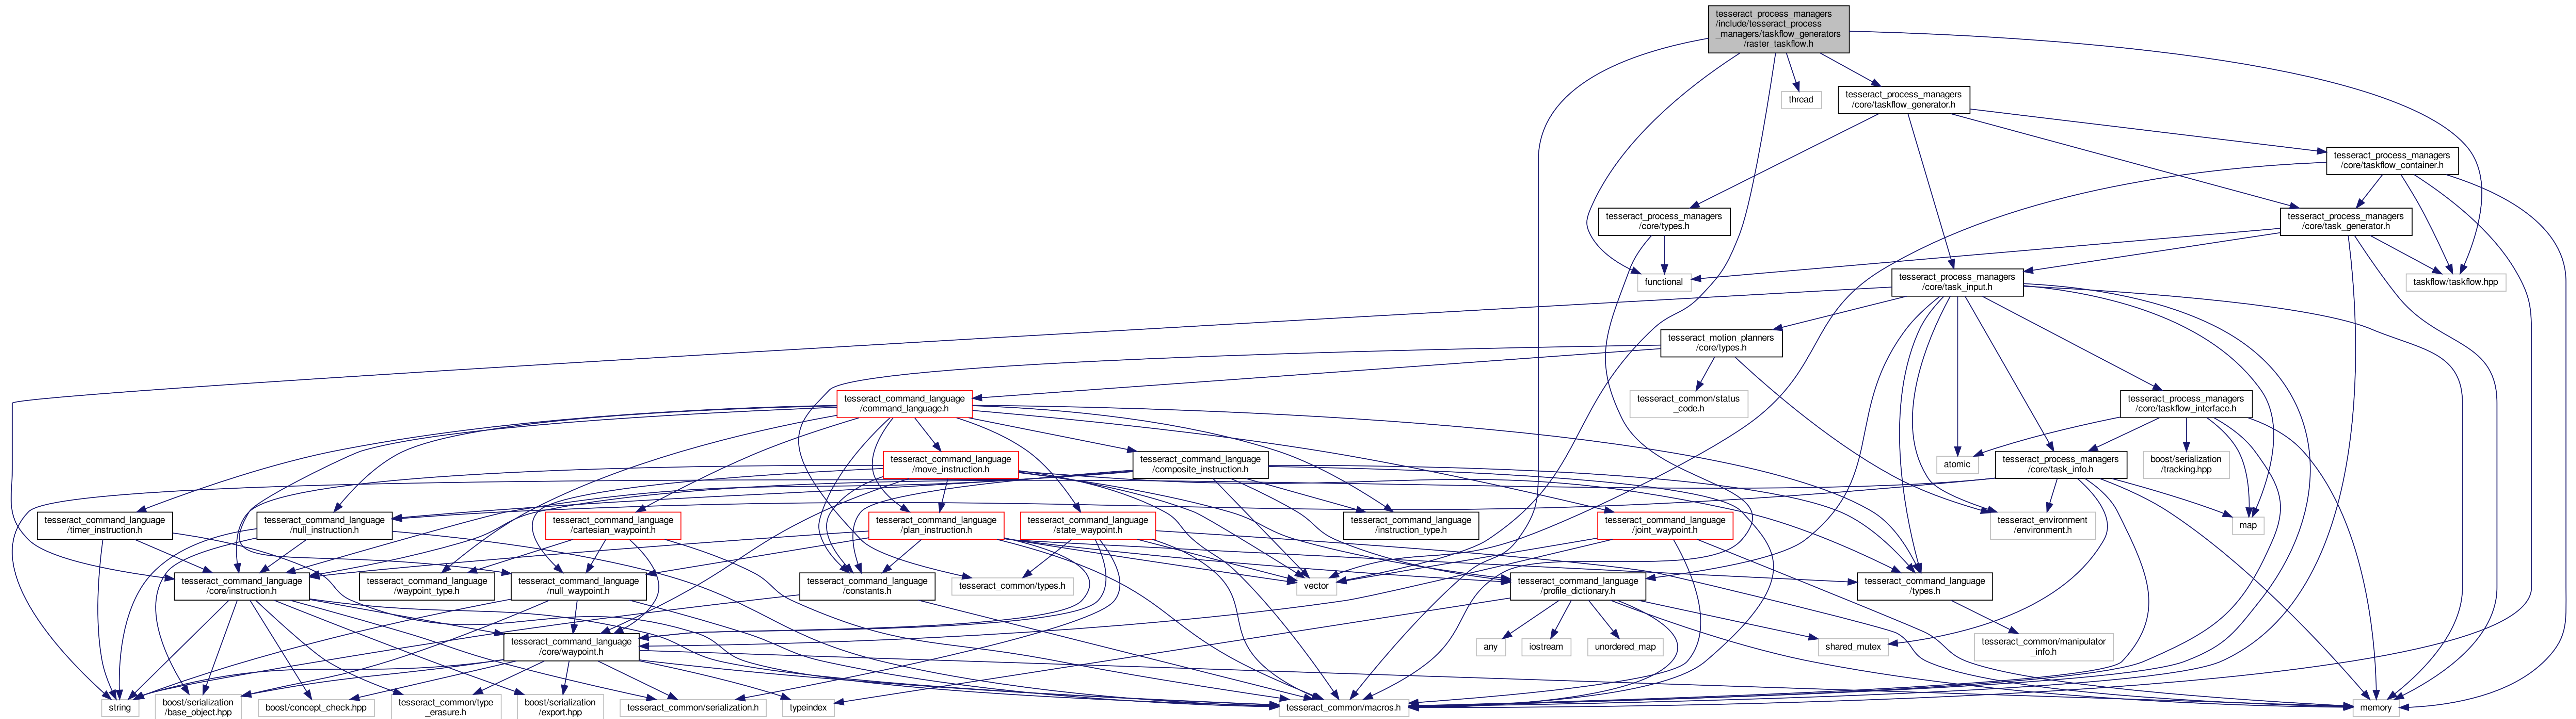 tesseract_process_managers
/include/tesseract_process
_managers/taskflow_generators
/raster_taskflow.h
thread
tesseract_process_managers
/core/taskflow_generator.h
tesseract_process_managers
/core/taskflow_container.h
tesseract_process_managers
/core/types.h
tesseract_process_managers
/core/task_generator.h
functional
tesseract_process_managers
/core/task_input.h
taskflow/taskflow.hpp
tesseract_motion_planners
/core/types.h
tesseract_command_language
/command_language.h
tesseract_common/status
_code.h
tesseract_process_managers
/core/taskflow_interface.h
tesseract_command_language
/move_instruction.h
tesseract_command_language
/composite_instruction.h
atomic
tesseract_process_managers
/core/task_info.h
boost/serialization
/tracking.hpp
tesseract_command_language
/timer_instruction.h
tesseract_command_language
/null_instruction.h
tesseract_command_language
/cartesian_waypoint.h
tesseract_command_language
/plan_instruction.h
tesseract_command_language
/state_waypoint.h
tesseract_command_language
/instruction_type.h
tesseract_command_language
/joint_waypoint.h
tesseract_environment
/environment.h
map
tesseract_command_language
/core/instruction.h
tesseract_command_language
/waypoint_type.h
tesseract_command_language
/null_waypoint.h
tesseract_command_language
/constants.h
tesseract_common/types.h
vector
tesseract_command_language
/profile_dictionary.h
tesseract_command_language
/types.h
tesseract_command_language
/core/waypoint.h
any
iostream
unordered_map
shared_mutex
tesseract_common/manipulator
_info.h
string
boost/serialization
/base_object.hpp
boost/concept_check.hpp
tesseract_common/type
_erasure.h
boost/serialization
/export.hpp
tesseract_common/serialization.h
typeindex
tesseract_common/macros.h
memory